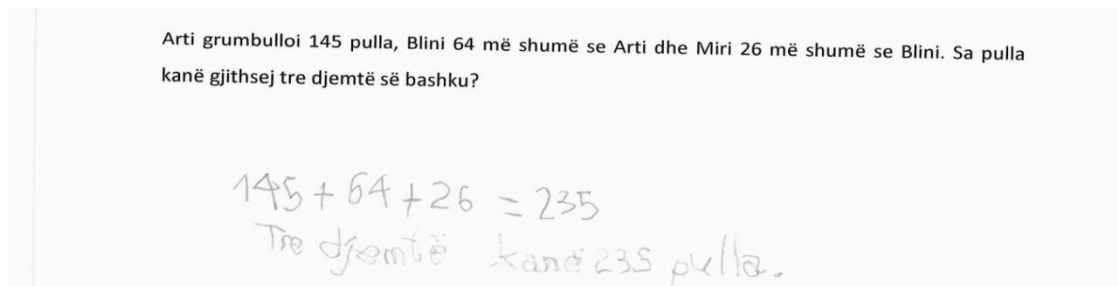 Arti grumbulloi 145 pulla, Blini 64 më shumë se Arti dhe Miri 26 më shumë se Blini. Sa pulla
kanë gjithsej tre djemtë së bashku?
145 + 64 + 26 = 235
Tre djemtë kanë 235 pulla.